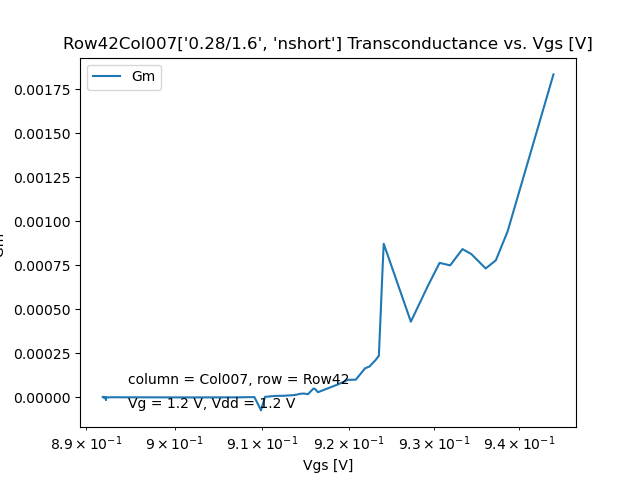 Row42Col007['0.28/1.6', 'nshort'] Transconductance vs. Vgs [V]
Gm
0.00175
0.00150
0.00125
0.00100
0.00075
0.00050
0.00025
0.00000
Gm
column = Col007, row = Row42
Vg = 1.2 V, Vdd = 1.2 V
8.9 × 10⁻¹ 9 × 10⁻¹ 9.1 × 10⁻¹ 9.2 × 10⁻¹ 9.3 × 10⁻¹ 9.4 × 10⁻¹
Vgs [V]